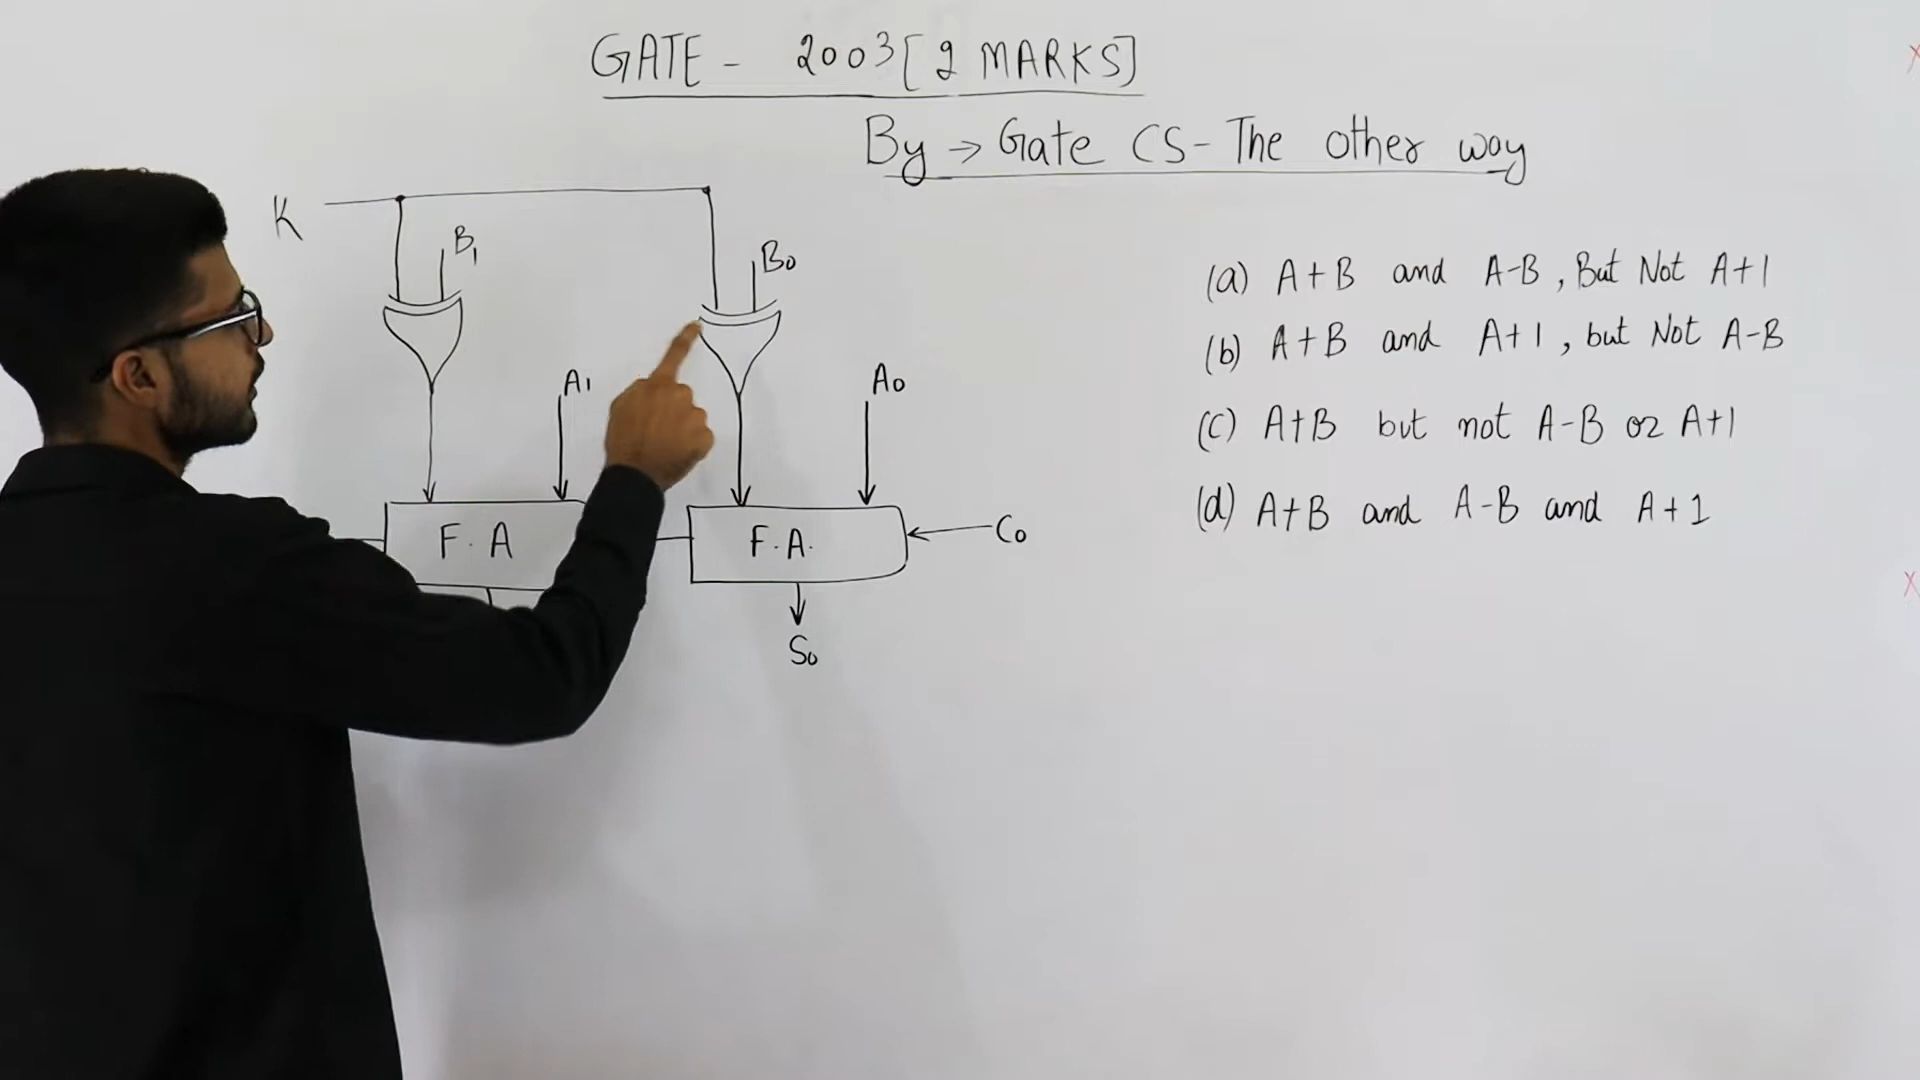 GATE - 2003 [2 MARKS]
By → Gate CS - The other way
K
B1
B0
A1
A0
F.A
F.A.
C0
S0
(a) A+B and A-B, But Not A+1
(b) A+B and A+1, but Not A-B
(c) A+B but not A-B or A+1
(d) A+B and A-B and A+1